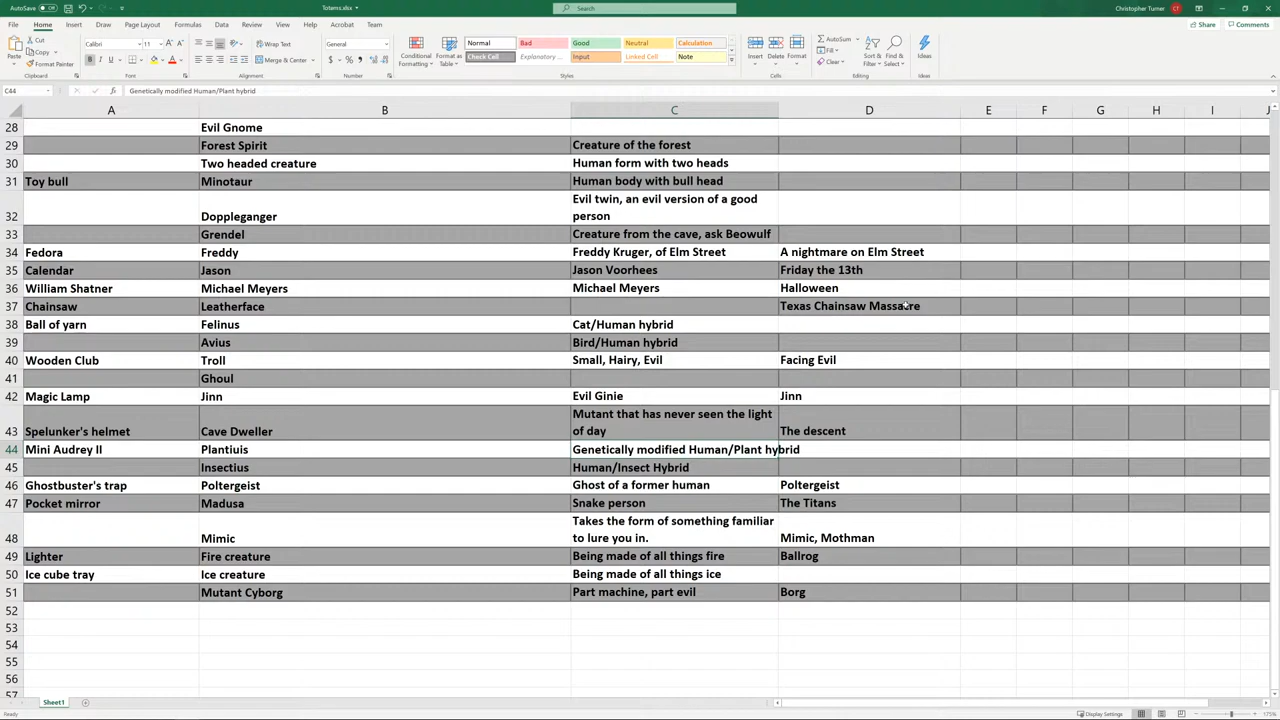 AutoSave Off Totems.xlsx Search Christopher Turner CT
File Home Insert Draw Page Layout Formulas Data Review View Help Acrobat Team Share Comments
Cut
Copy
Format Painter
Paste
Clipboard
Calibri 11
B I U
Font
Wrap Text
Merge & Center
Alignment
General
$ %
Number
Conditional Formatting
Format as Table
Normal Bad Good Neutral Calculation
Check Cell Explanatory ... Input Linked Cell Note
Styles
Insert Delete Format
Cells
AutoSum
Fill
Clear
Sort & Filter
Find & Select
Editing
Ideas
Ideas
C44 fx Genetically modified Human/Plant hybrid
A B C D E F G H I J
28 Evil Gnome
29 Forest Spirit Creature of the forest
30 Two headed creature Human form with two heads
31 Toy bull Minotaur Human body with bull head
Evil twin, an evil version of a good
32 Doppleganger person
33 Grendel Creature from the cave, ask Beowulf
34 Fedora Freddy Freddy Kruger, of Elm Street A nightmare on Elm Street
35 Calendar Jason Jason Voorhees Friday the 13th
36 William Shatner Michael Meyers Michael Meyers Halloween
37 Chainsaw Leatherface Texas Chainsaw Massacre
38 Ball of yarn Felinus Cat/Human hybrid
39 Avius Bird/Human hybrid
40 Wooden Club Troll Small, Hairy, Evil Facing Evil
41 Ghoul
42 Magic Lamp Jinn Evil Ginie Jinn
Mutant that has never seen the light
43 Spelunker's helmet Cave Dweller of day The descent
44 Mini Audrey II Plantiuis Genetically modified Human/Plant hybrid
45 Insectius Human/Insect Hybrid
46 Ghostbuster's trap Poltergeist Ghost of a former human Poltergeist
47 Pocket mirror Madusa Snake person The Titans
Takes the form of something familiar
48 Mimic to lure you in. Mimic, Mothman
49 Lighter Fire creature Being made of all things fire Ballrog
50 Ice cube tray Ice creature Being made of all things ice
51 Mutant Cyborg Part machine, part evil Borg
52
53
54
55
56
57
Sheet1
Ready Display Settings 175%